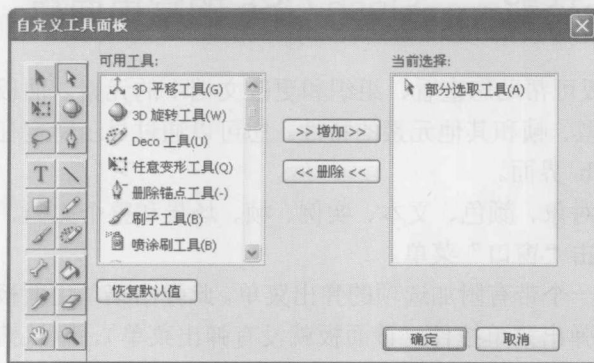 自定义工具面板
可用工具:
3D 平移工具(G)
3D 旋转工具(W)
Deco 工具(U)
任意变形工具(Q)
删除锚点工具(-)
刷子工具(B)
喷涂刷工具(B)
>> 增加 >>
<< 删除 <<
当前选择:
部分选取工具(A)
T
恢复默认值
确定
取消